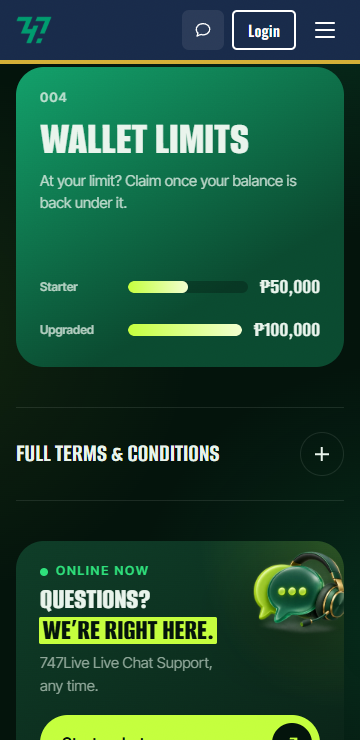 747
Login
004
WALLET LIMITS
At your limit? Claim once your balance is
back under it.
Starter ₱50,000
Upgraded ₱100,000
FULL TERMS & CONDITIONS
ONLINE NOW
QUESTIONS?
WE’RE RIGHT HERE.
747Live Live Chat Support,
any time.